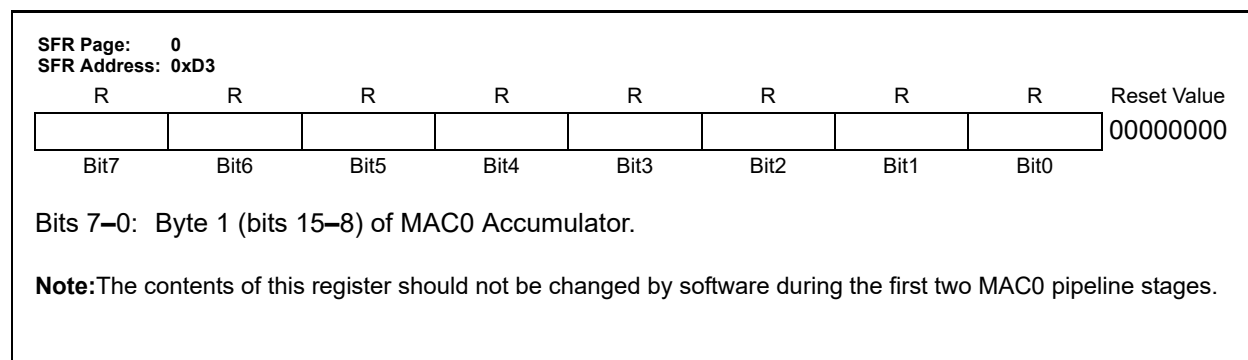 SFR Page: 0
SFR Address: 0xD3
R R R R R R R R Reset Value
00000000
Bit7 Bit6 Bit5 Bit4 Bit3 Bit2 Bit1 Bit0
Bits 7–0: Byte 1 (bits 15–8) of MAC0 Accumulator.
Note:The contents of this register should not be changed by software during the first two MAC0 pipeline stages.